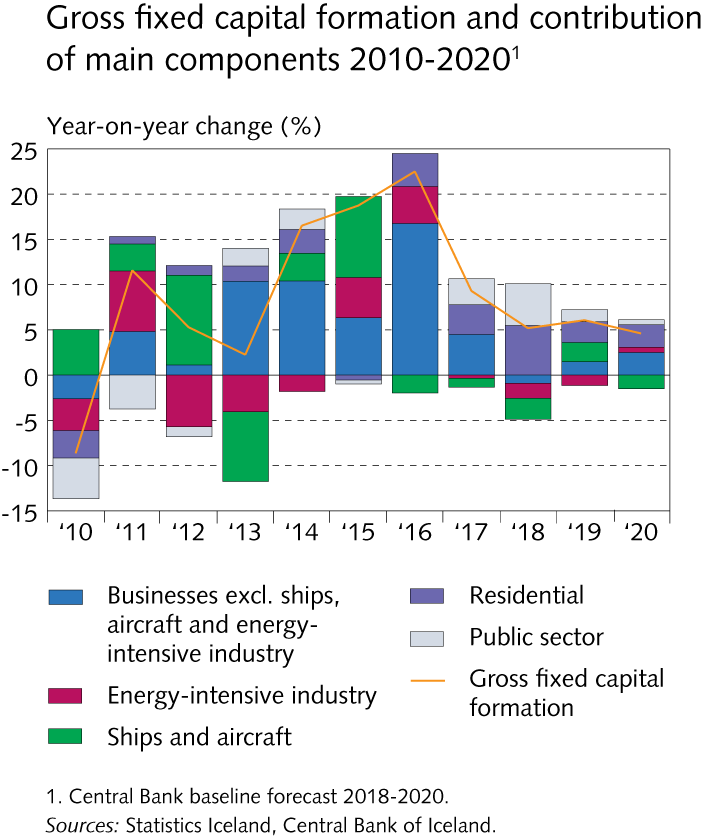 Gross fixed capital formation and contribution
of main components 2010-2020¹
Year-on-year change (%)
25
20
15
10
5
0
-5
-10
-15
‘10 ‘11 ‘12 ‘13 ‘14 ‘15 ‘16 ‘17 ‘18 ‘19 ‘20
Businesses excl. ships,
aircraft and energy-
intensive industry
Energy-intensive industry
Ships and aircraft
Residential
Public sector
Gross fixed capital
formation
1. Central Bank baseline forecast 2018-2020.
Sources: Statistics Iceland, Central Bank of Iceland.